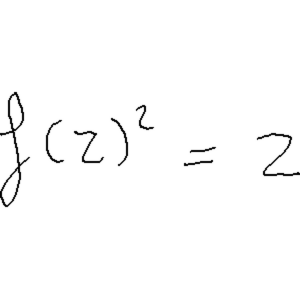 f(z)² = z